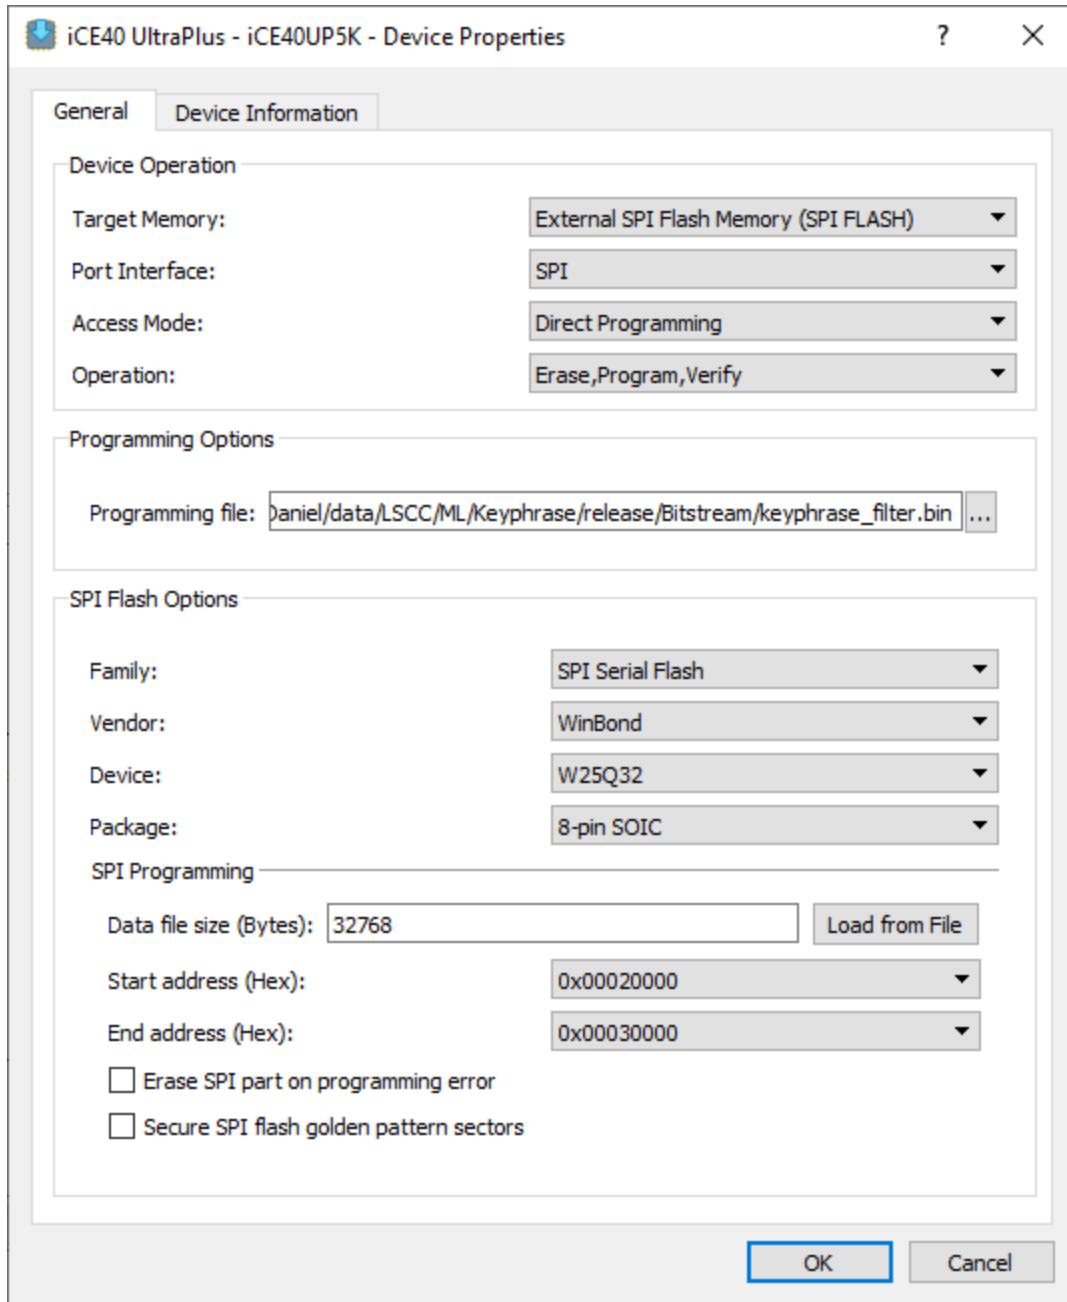 iCE40 UltraPlus - iCE40UP5K - Device Properties ?
General Device Information
Device Operation
Target Memory: External SPI Flash Memory (SPI FLASH)
Port Interface: SPI
Access Mode: Direct Programming
Operation: Erase,Program,Verify
Programming Options
Programming file: Daniel/data/LSCC/ML/Keyphrase/release/Bitstream/keyphrase_filter.bin ...
SPI Flash Options
Family: SPI Serial Flash
Vendor: WinBond
Device: W25Q32
Package: 8-pin SOIC
SPI Programming
Data file size (Bytes): 32768 Load from File
Start address (Hex): 0x00020000
End address (Hex): 0x00030000
Erase SPI part on programming error
Secure SPI flash golden pattern sectors
OK Cancel